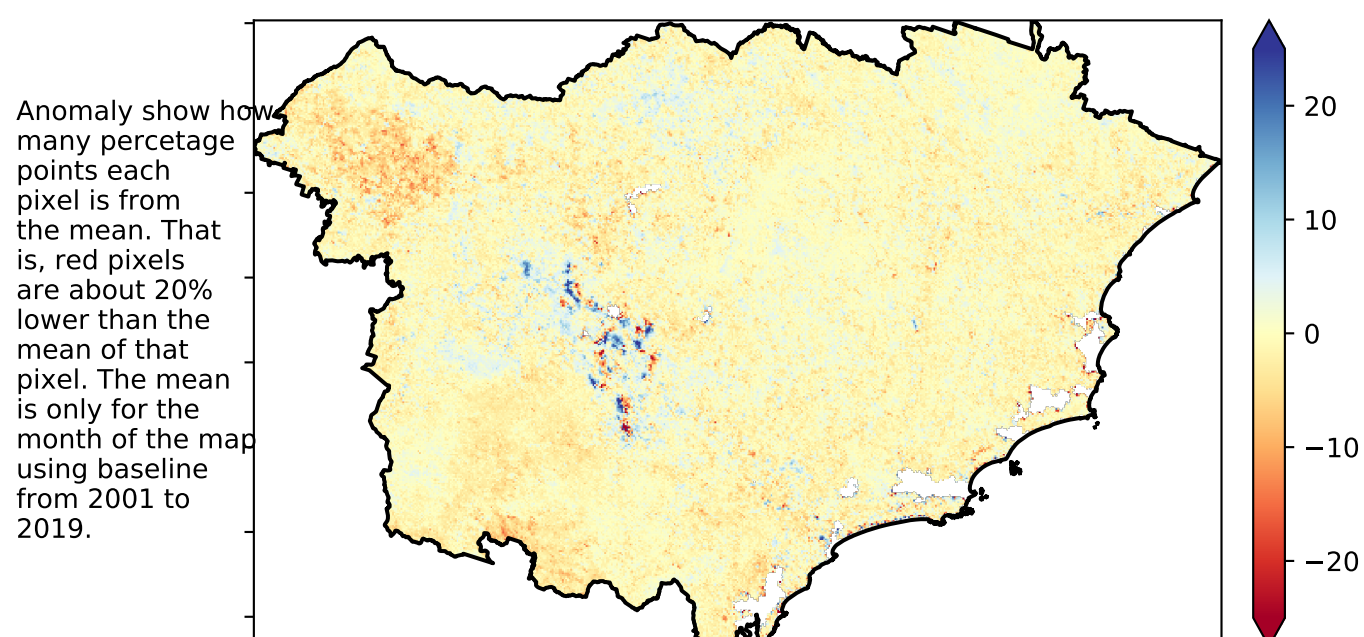 Anomaly show how
many percetage
points each
pixel is from
the mean. That
is, red pixels
are about 20%
lower than the
mean of that
pixel. The mean
is only for the
month of the map
using baseline
from 2001 to
2019.
20
10
0
−10
−20